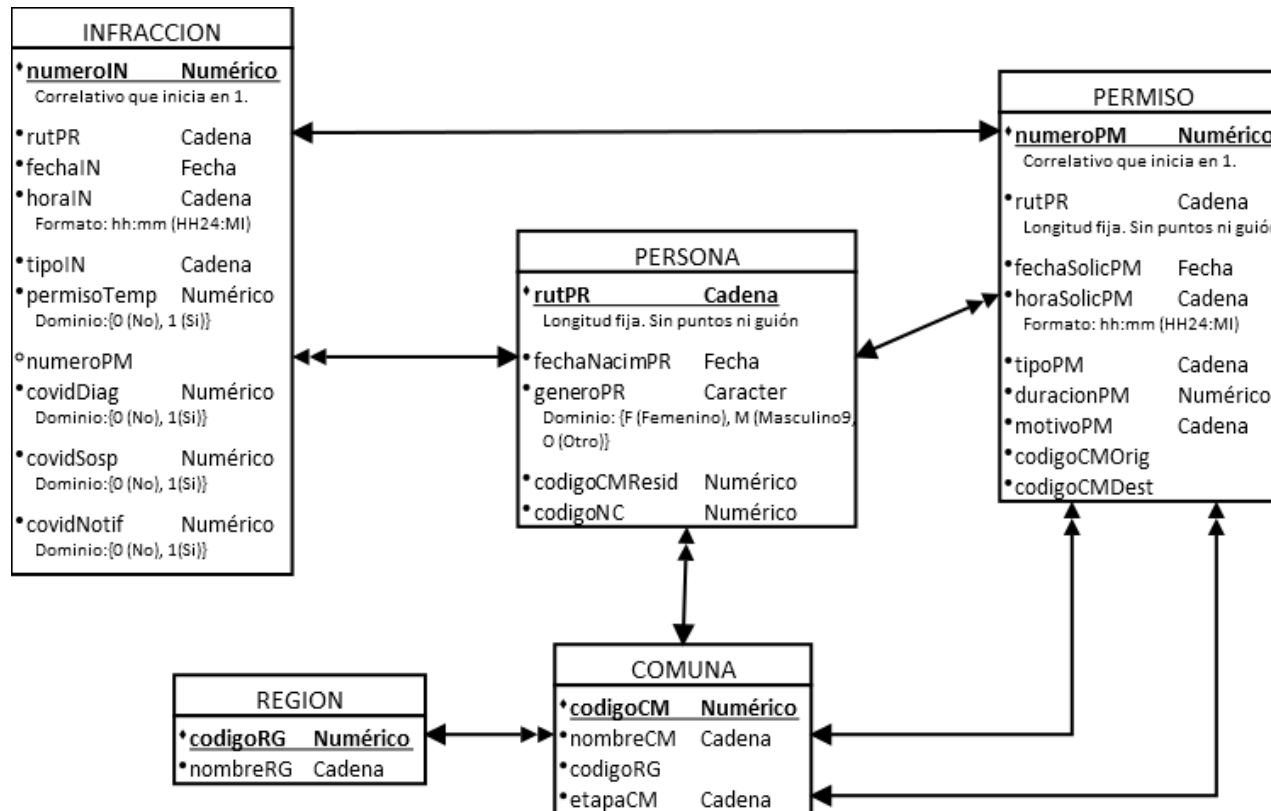 INFRACCION
numeroIN Numérico
Correlativo que inicia en 1.
rutPR Cadena
fechaIN Fecha
horaIN Cadena
Formato: hh:mm (HH24:MI)
tipoIN Cadena
permisoTemp Numérico
Dominio:{0 (No), 1 (Si)}
numeroPM
covidDiag Numérico
Dominio:{0 (No), 1(Si)}
covidSosp Numérico
Dominio:{0 (No), 1(Si)}
covidNotif Numérico
Dominio:{0 (No), 1(Si)}
PERSONA
rutPR Cadena
Longitud fija. Sin puntos ni guión
fechaNacimPR Fecha
generoPR Caracter
Dominio: {F (Femenino), M (Masculino9,
O (Otro)}
codigoCMResid Numérico
codigoNC Numérico
PERMISO
numeroPM Numérico
Correlativo que inicia en 1.
rutPR Cadena
Longitud fija. Sin puntos ni guión
fechaSolicPM Fecha
horaSolicPM Cadena
Formato: hh:mm (HH24:MI)
tipoPM Cadena
duracionPM Numérico
motivoPM Cadena
codigoCMOrig
codigoCMDest
REGION
codigoRG Numérico
nombreRG Cadena
COMUNA
codigoCM Numérico
nombreCM Cadena
codigoRG
etapaCM Cadena